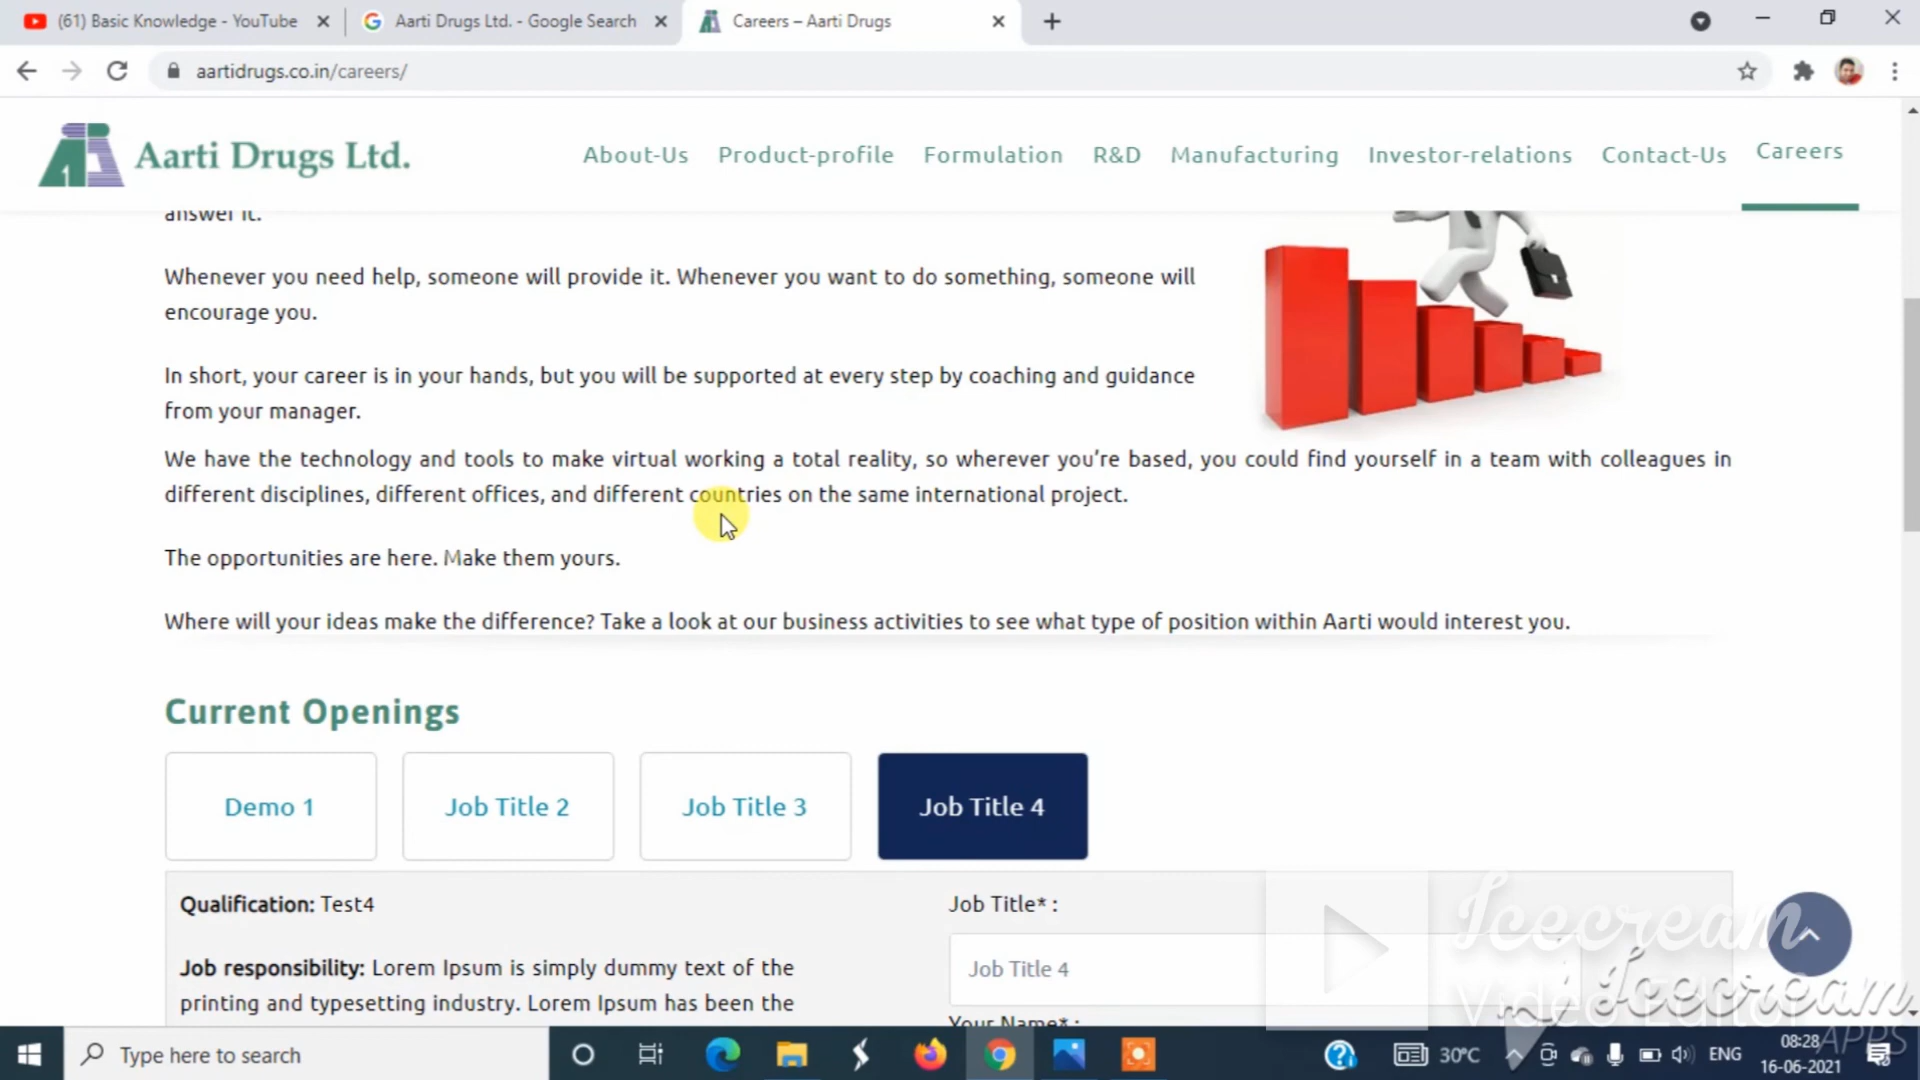 (61) Basic Knowledge - YouTube
Aarti Drugs Ltd. - Google Search
Careers – Aarti Drugs
aartidrugs.co.in/careers/
Aarti Drugs Ltd.
About-Us
Product-profile
Formulation
R&D
Manufacturing
Investor-relations
Contact-Us
Careers
answer it.
Whenever you need help, someone will provide it. Whenever you want to do something, someone will
encourage you.
In short, your career is in your hands, but you will be supported at every step by coaching and guidance
from your manager.
We have the technology and tools to make virtual working a total reality, so wherever you’re based, you could find yourself in a team with colleagues in
different disciplines, different offices, and different countries on the same international project.
The opportunities are here. Make them yours.
Where will your ideas make the difference? Take a look at our business activities to see what type of position within Aarti would interest you.
Current Openings
Demo 1
Job Title 2
Job Title 3
Job Title 4
Qualification: Test4
Job responsibility: Lorem Ipsum is simply dummy text of the
printing and typesetting industry. Lorem Ipsum has been the
Job Title* :
Job Title 4
Your Name* :
Icecream
Video Editor
Icecream
APPS
Type here to search
30°C
ENG
08:28
16-06-2021